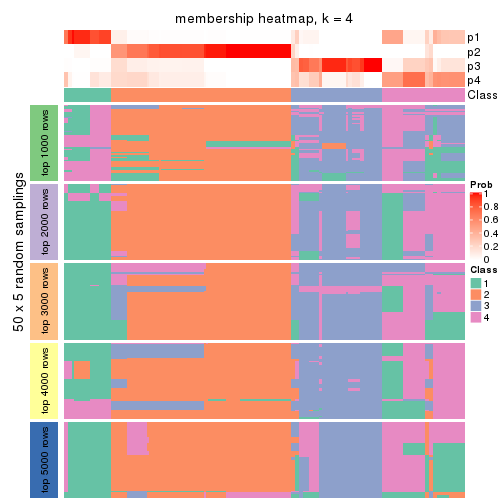 membership heatmap, k = 4
p1
p2
p3
p4
Class
50 x 5 random samplings
top 1000 rows
top 2000 rows
top 3000 rows
top 4000 rows
top 5000 rows
Prob
1
0.8
0.6
0.4
0.2
0
Class
1
2
3
4